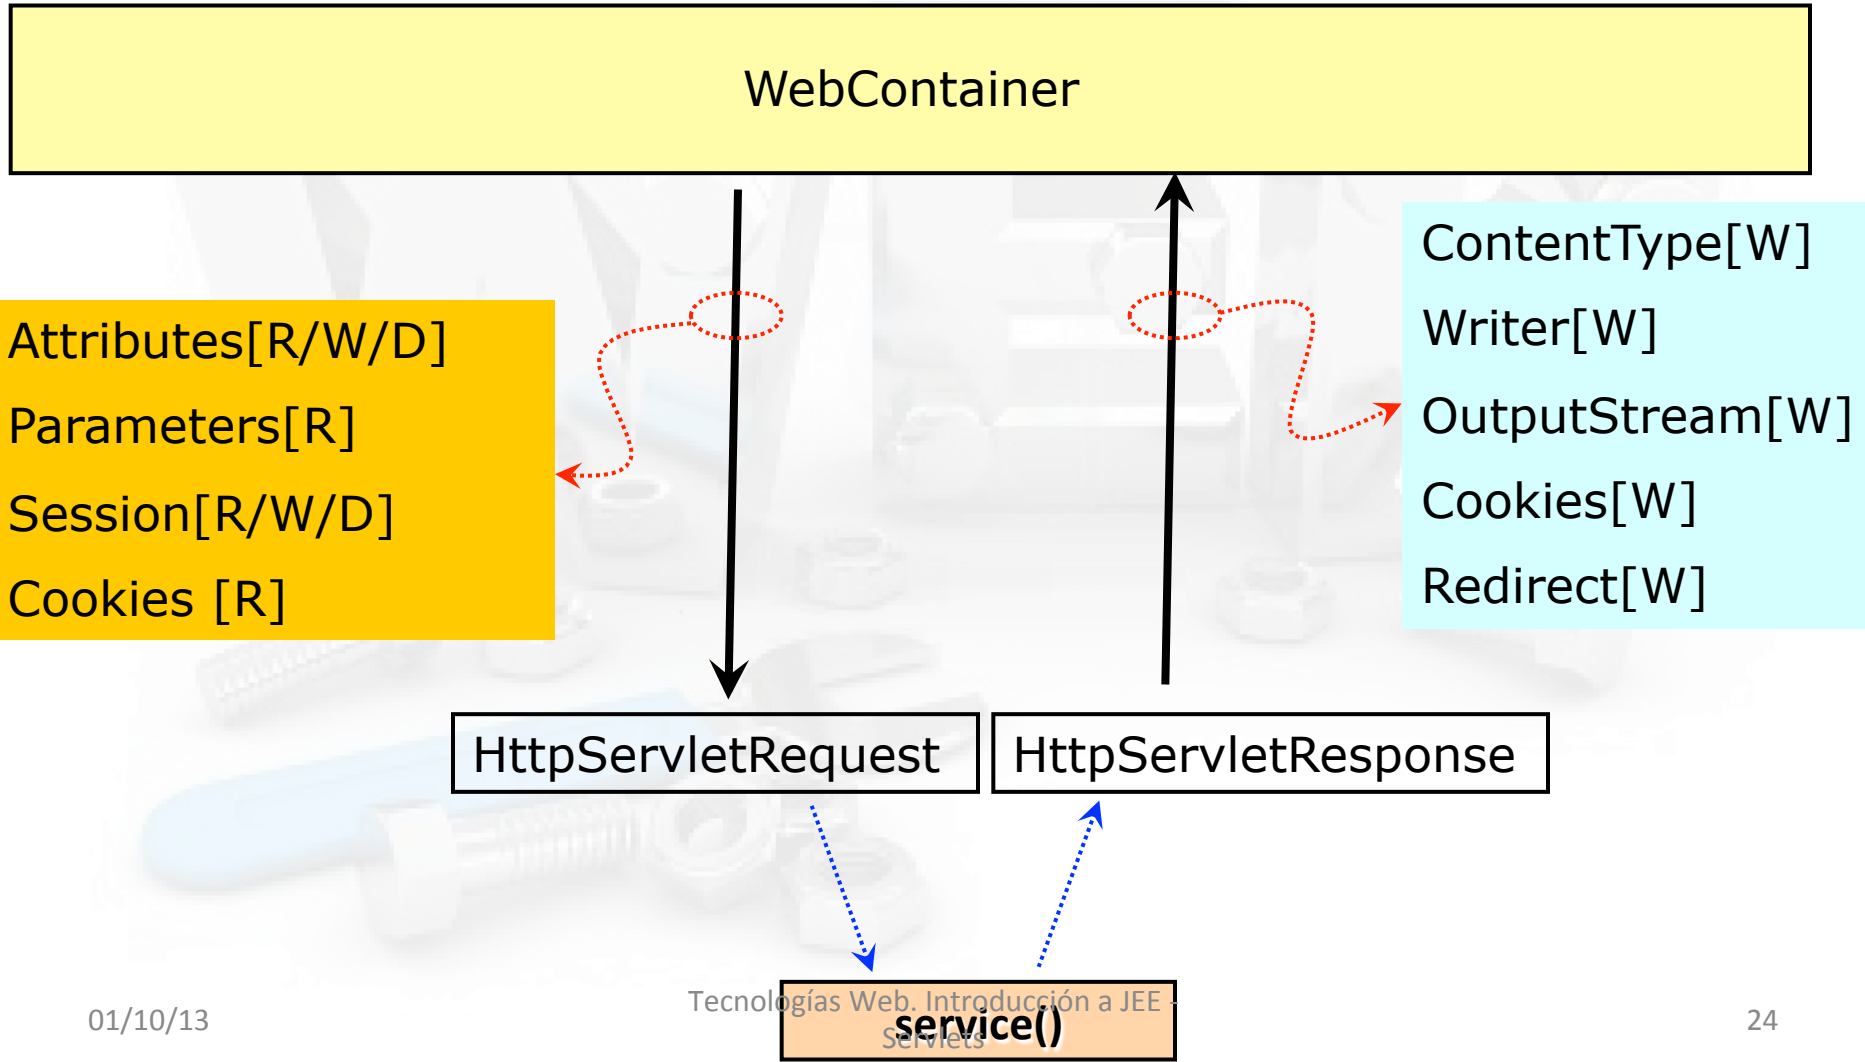 WebContainer
Attributes[R/W/D]
Parameters[R]
Session[R/W/D]
Cookies [R]
ContentType[W]
Writer[W]
OutputStream[W]
Cookies[W]
Redirect[W]
HttpServletRequest
HttpServletResponse
service()
01/10/13
Tecnologías Web. Introducción a JEE -
Servlets
24